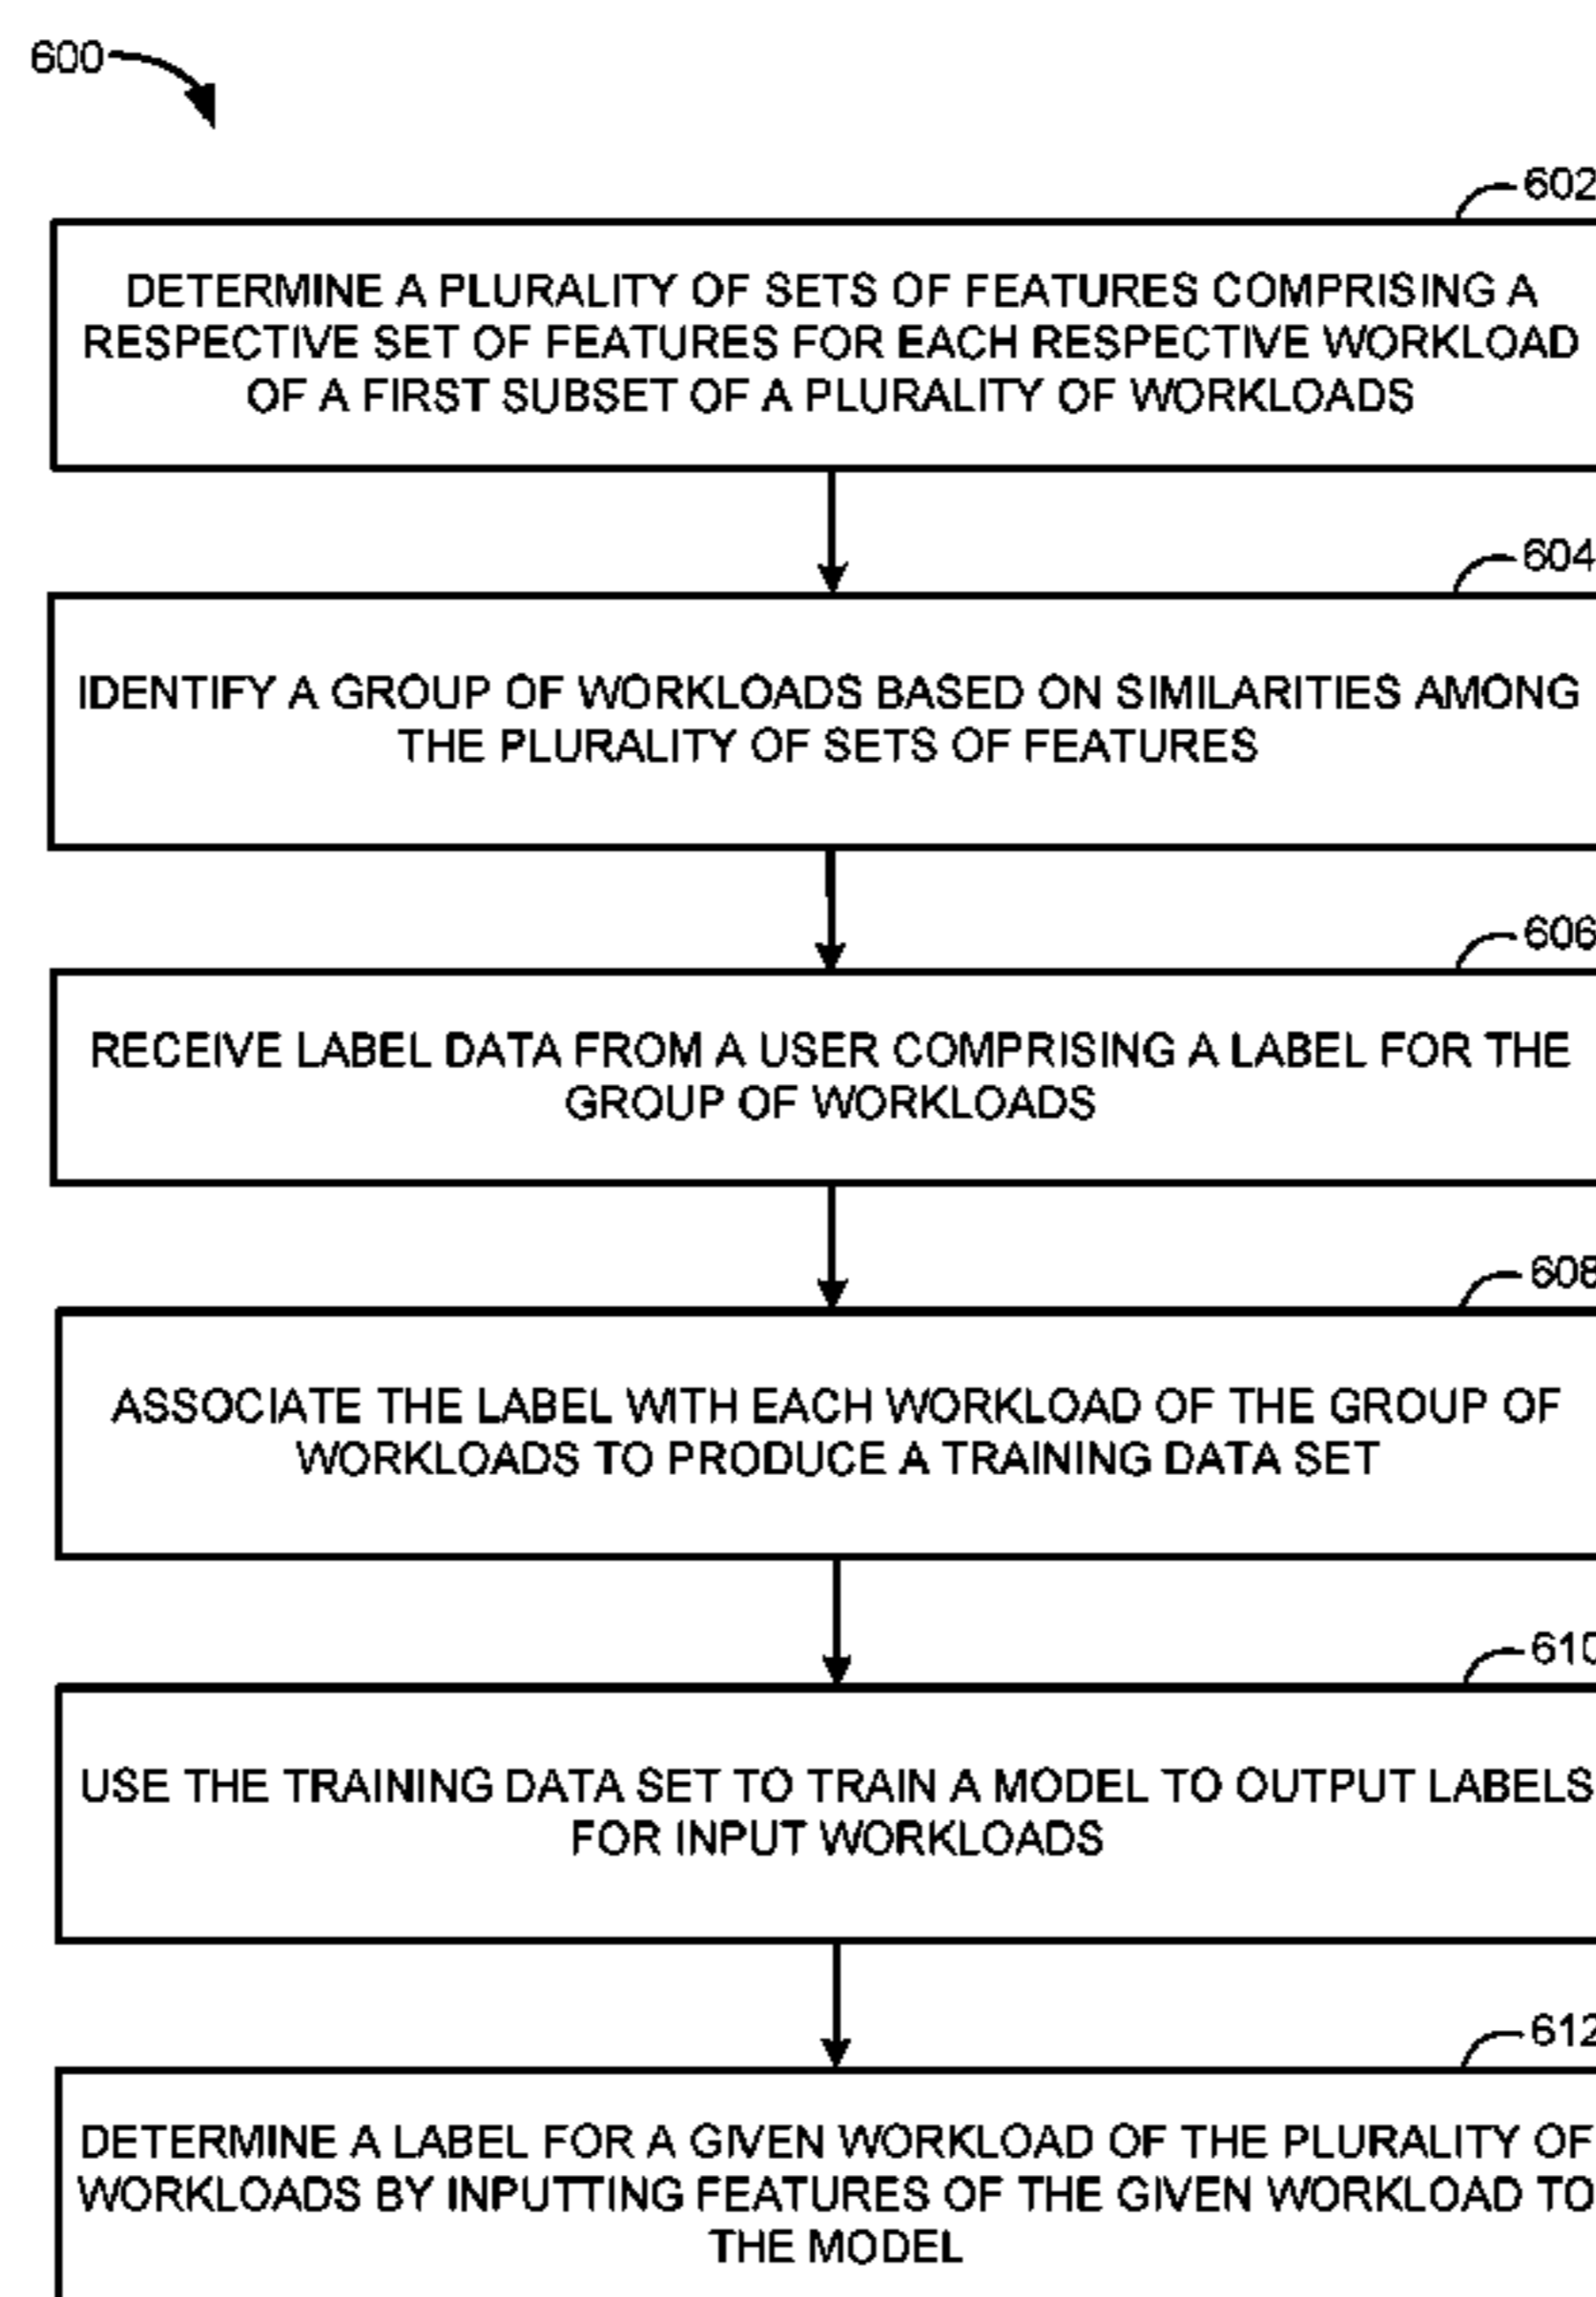 600
602
DETERMINE A PLURALITY OF SETS OF FEATURES COMPRISING A
RESPECTIVE SET OF FEATURES FOR EACH RESPECTIVE WORKLOAD
OF A FIRST SUBSET OF A PLURALITY OF WORKLOADS
604
IDENTIFY A GROUP OF WORKLOADS BASED ON SIMILARITIES AMONG
THE PLURALITY OF SETS OF FEATURES
606
RECEIVE LABEL DATA FROM A USER COMPRISING A LABEL FOR THE
GROUP OF WORKLOADS
608
ASSOCIATE THE LABEL WITH EACH WORKLOAD OF THE GROUP OF
WORKLOADS TO PRODUCE A TRAINING DATA SET
610
USE THE TRAINING DATA SET TO TRAIN A MODEL TO OUTPUT LABELS
FOR INPUT WORKLOADS
612
DETERMINE A LABEL FOR A GIVEN WORKLOAD OF THE PLURALITY OF
WORKLOADS BY INPUTTING FEATURES OF THE GIVEN WORKLOAD TO
THE MODEL